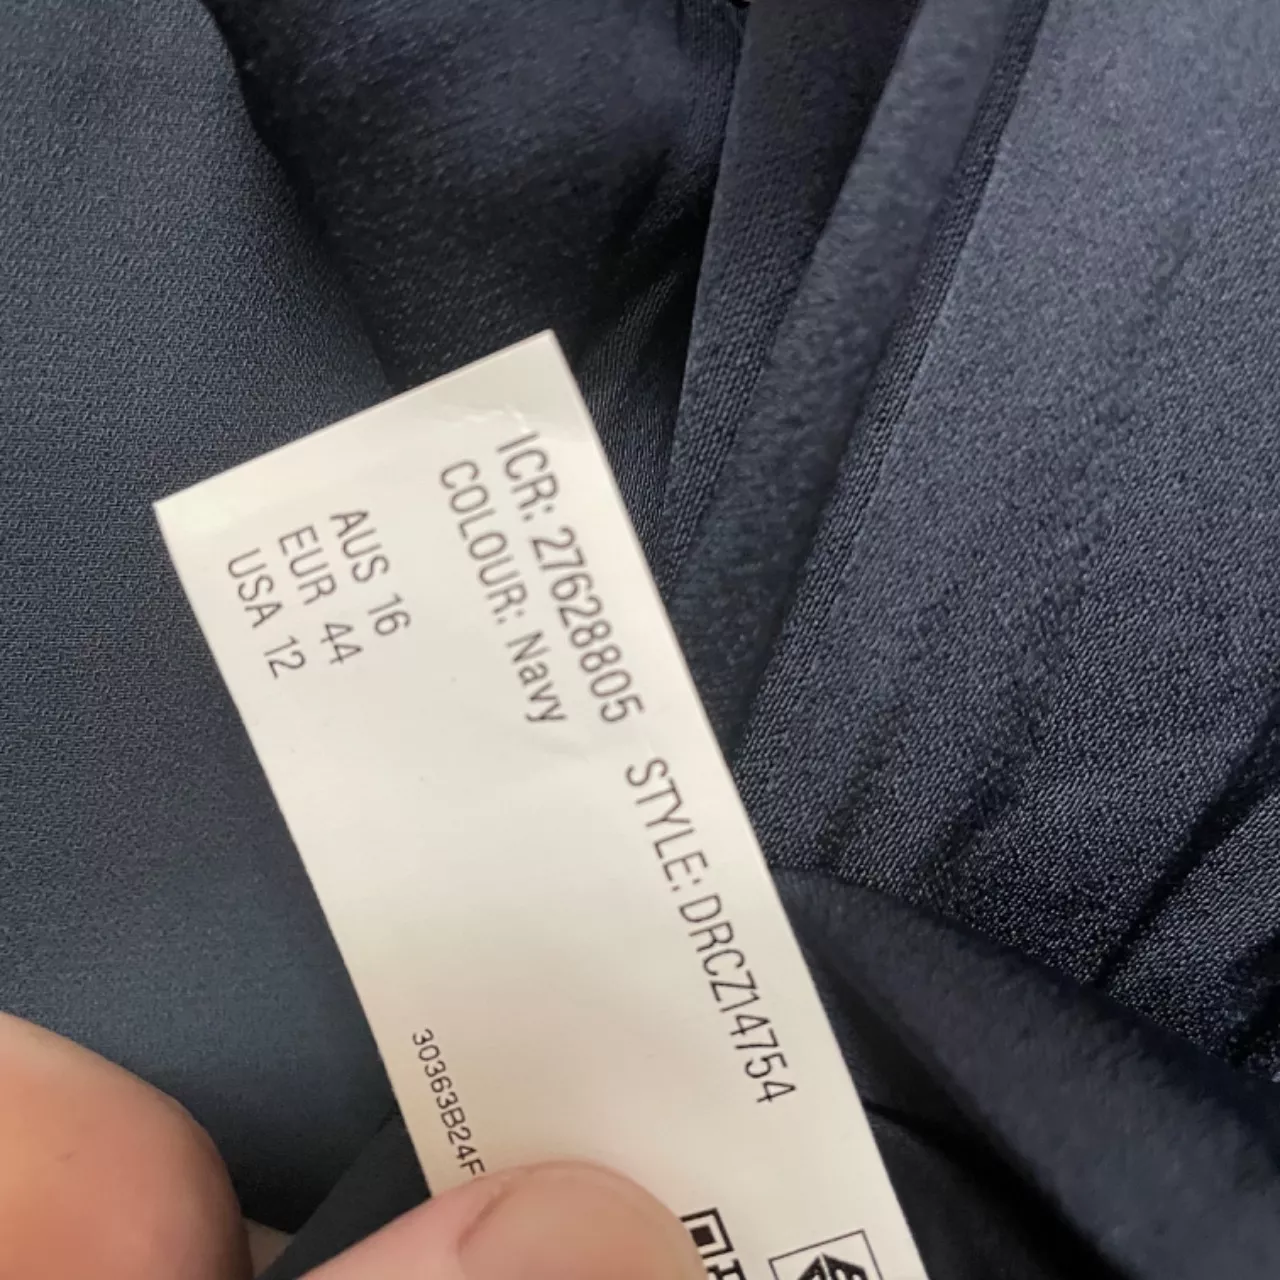 ICR: 27628805 STYLE: DRCZ14754
COLOUR: Navy
AUS 16
EUR 44
USA 12
30363B24F